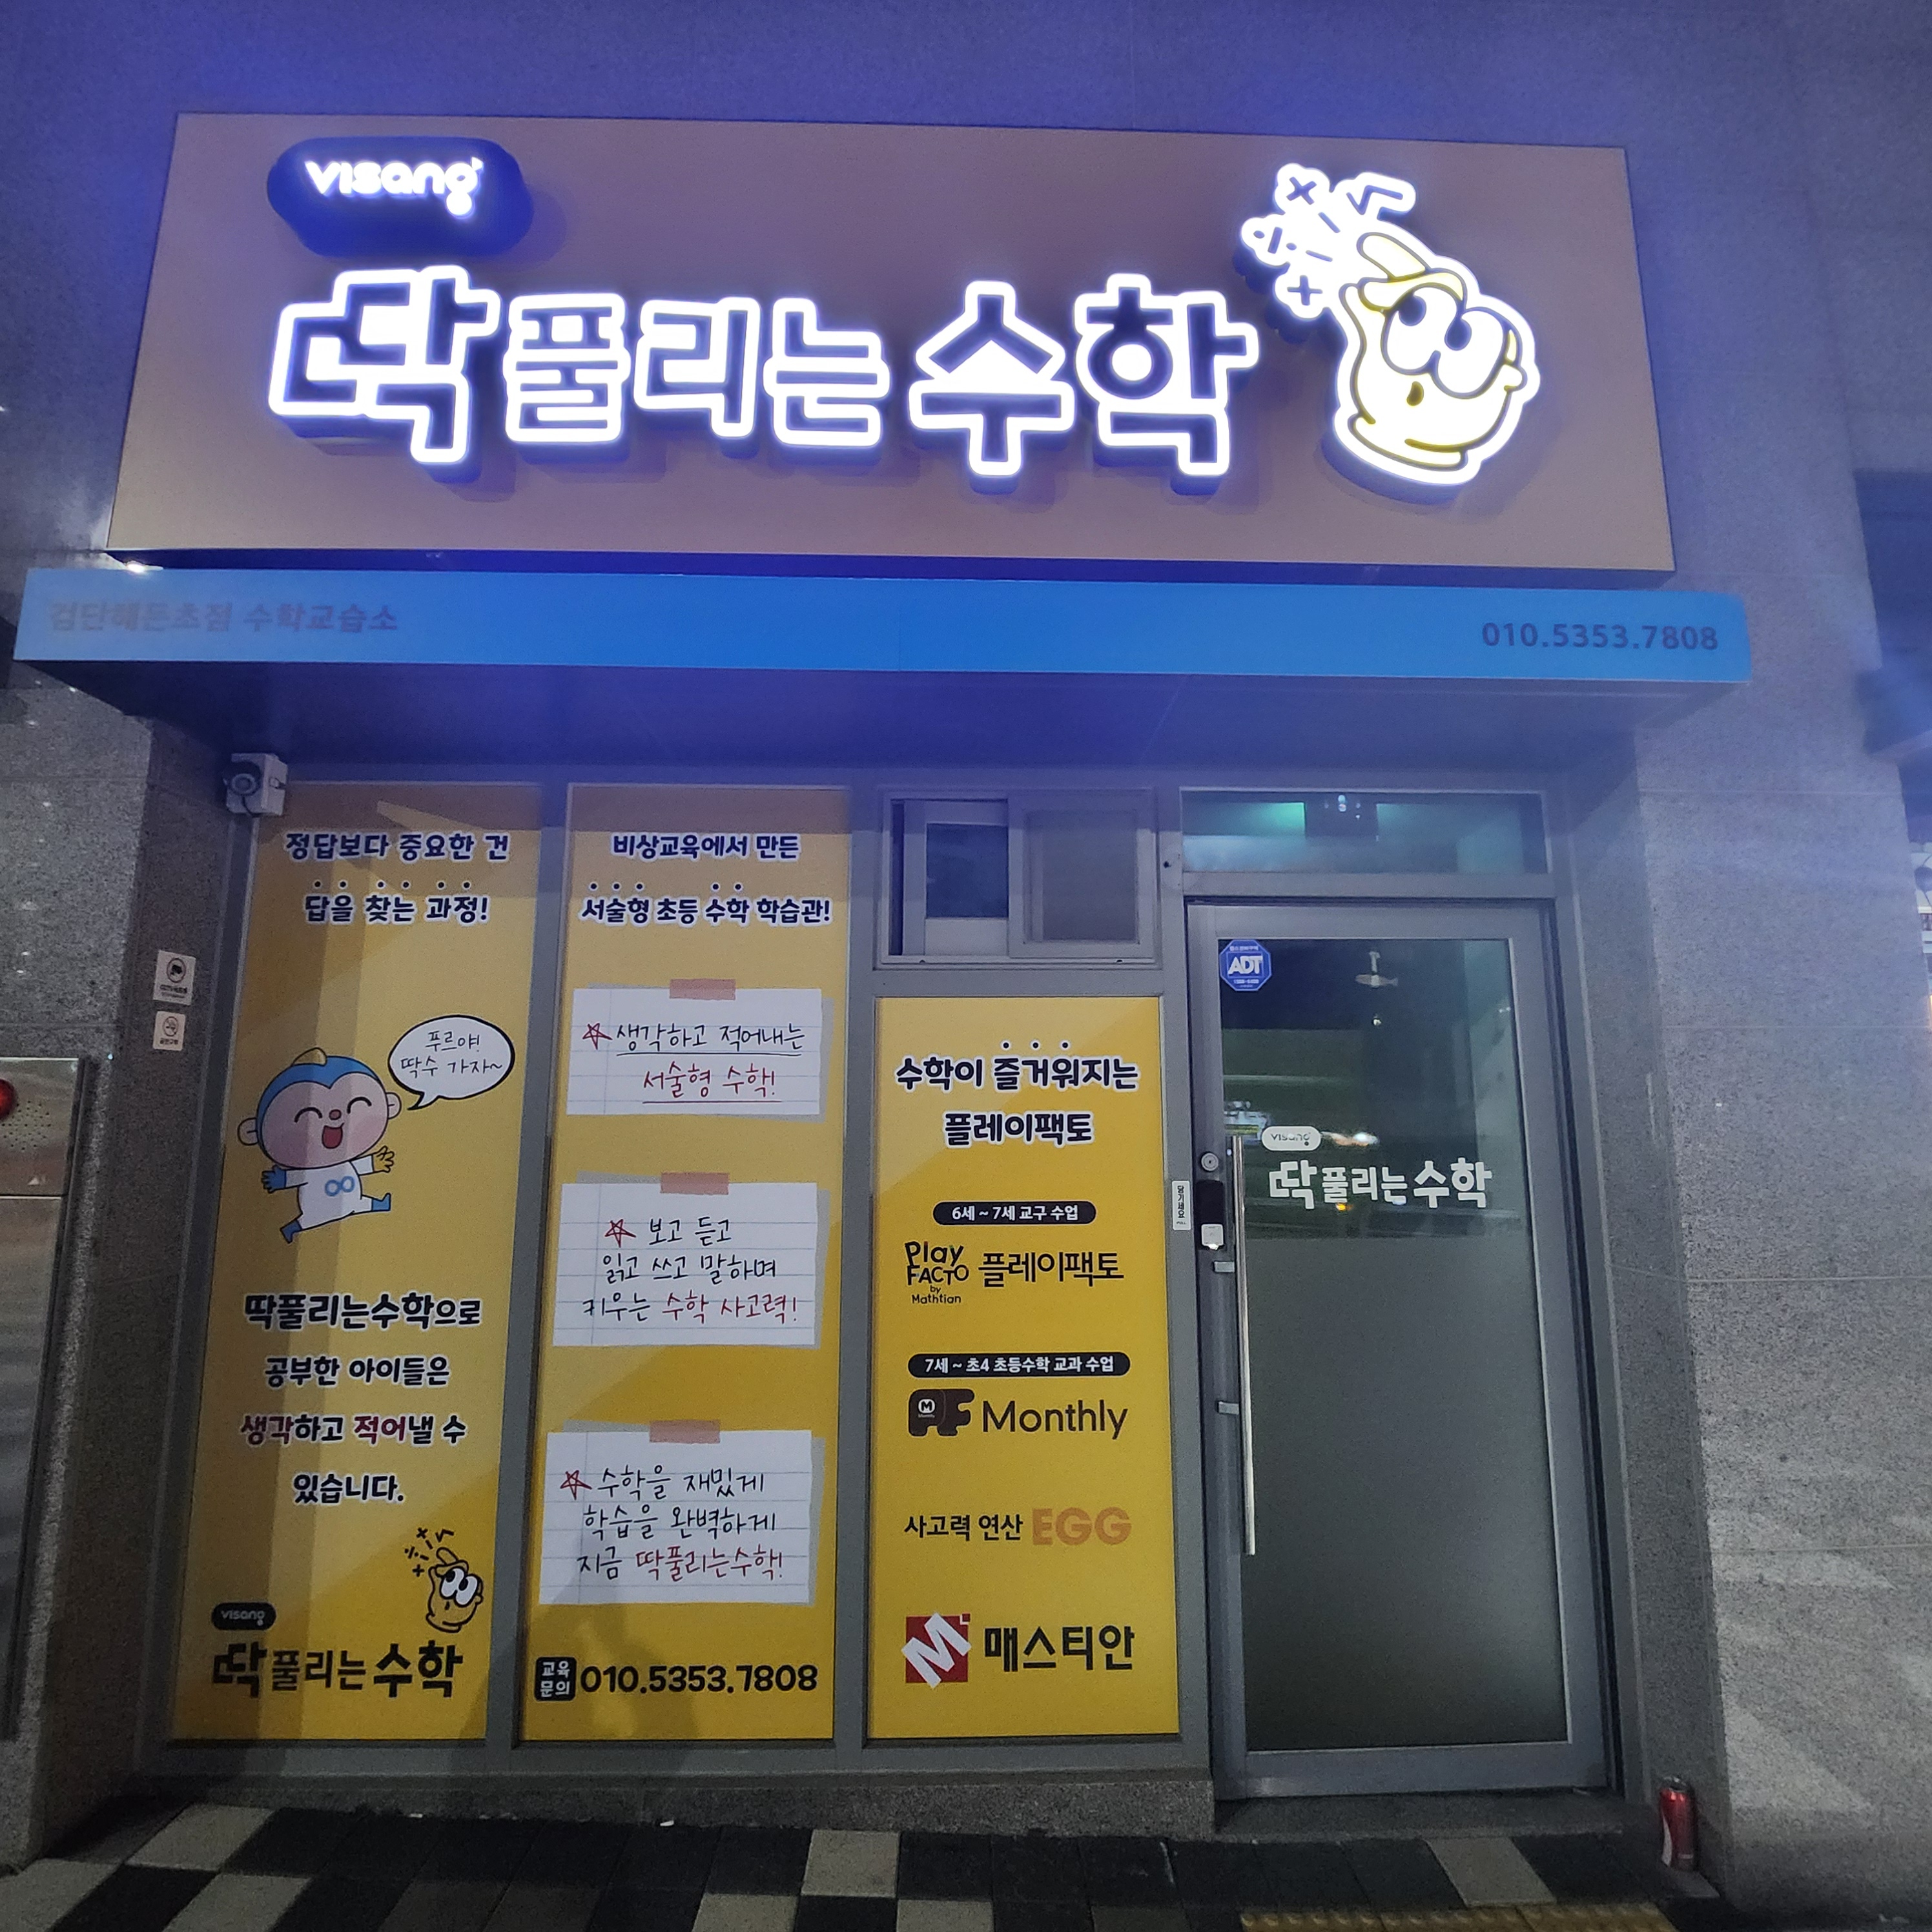 visang
딱풀리는수학
검단해든초점 수학교습소
010.5353.7808
정답보다 중요한 건
답을 찾는 과정!
푸르야!
딱수 가자~
딱풀리는수학으로
공부한 아이들은
생각하고 적어낼 수
있습니다.
visang
딱풀리는수학
비상교육에서 만든
서술형 초등 수학 학습관!
생각하고 적어내는
서술형 수학!
보고 듣고
읽고 쓰고 말하며
키우는 수학 사고력!
수학을 재밌게
학습을 완벽하게
지금 딱풀리는수학!
교육
문의 010.5353.7808
수학이 즐거워지는
플레이팩토
6세 ~ 7세 교구 수업
Play
FACTO 플레이팩토
by
Mathtian
7세 ~ 초4 초등수학 교과 수업
PF Monthly
사고력 연산 EGG
M 매스티안
ADT
visang
딱풀리는수학
당기세요